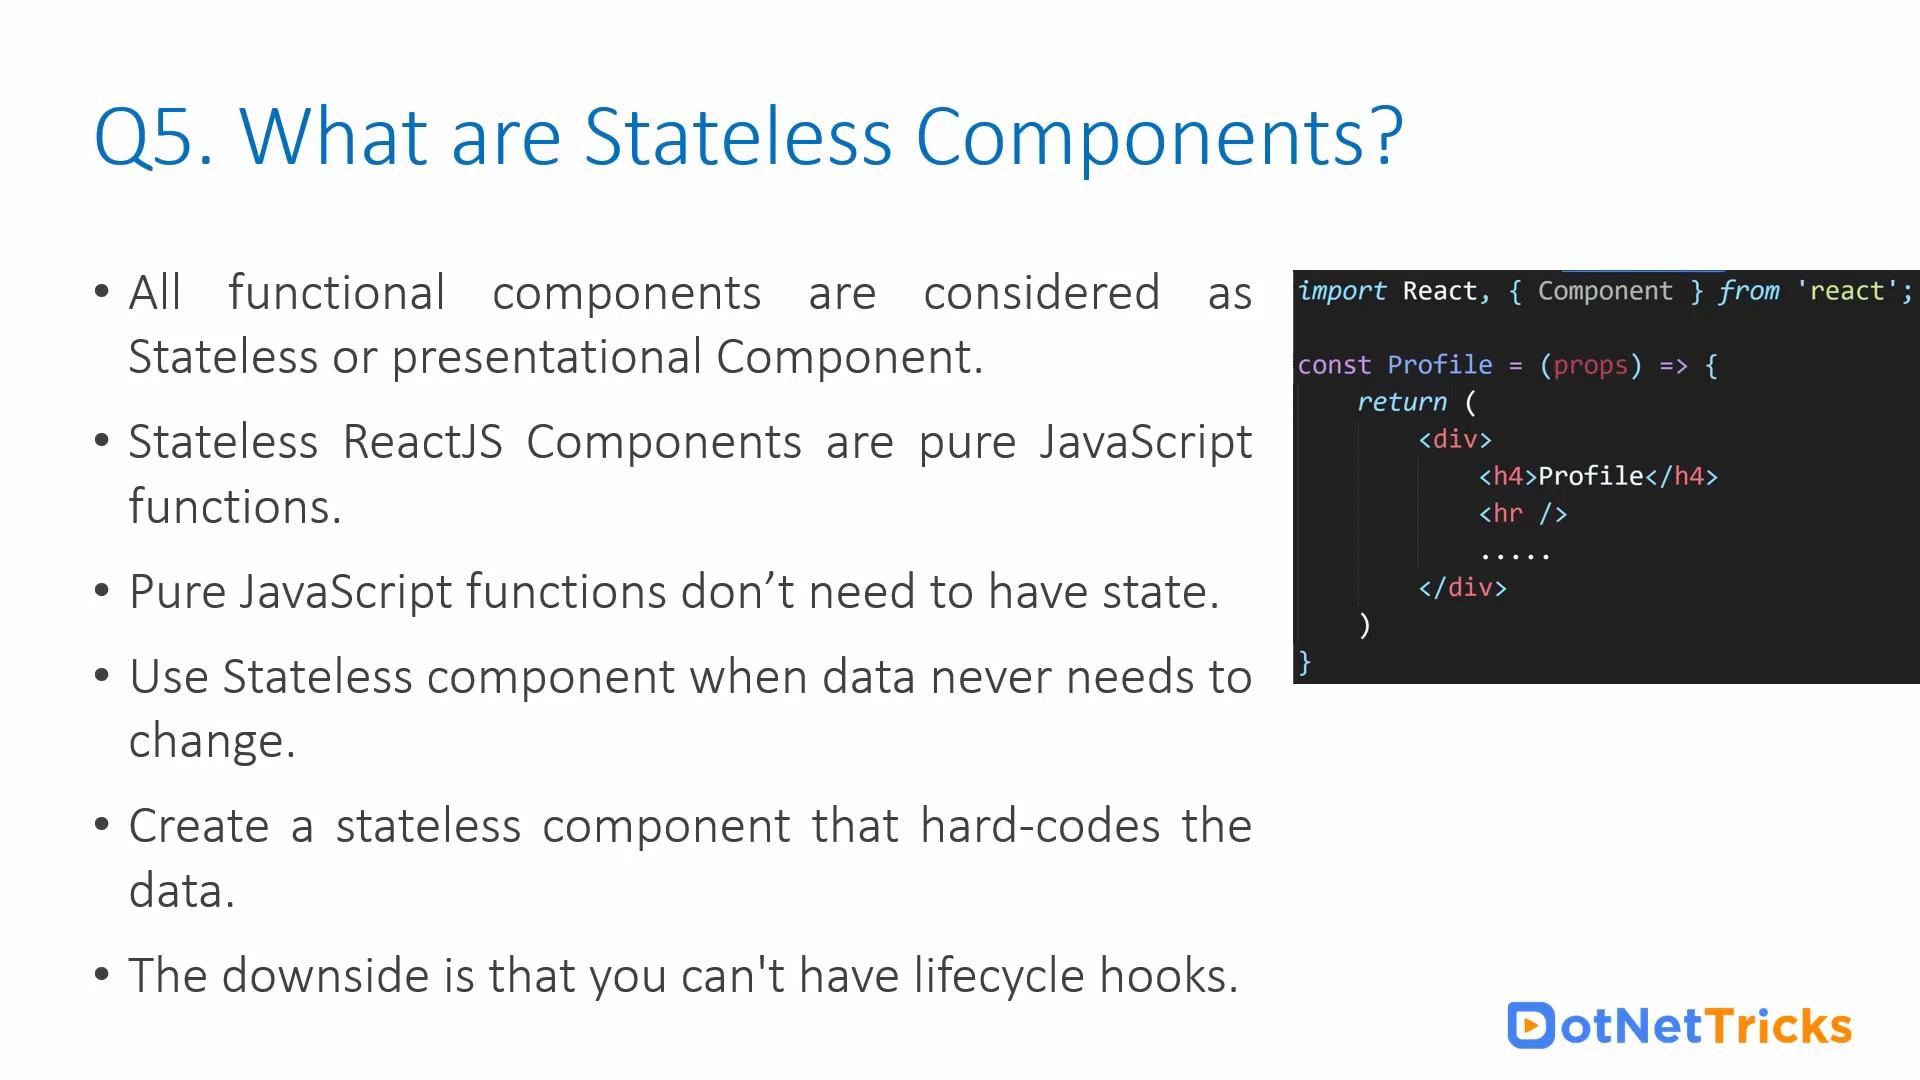 Q5. What are Stateless Components?
• All functional components are considered as
Stateless or presentational Component.
• Stateless ReactJS Components are pure JavaScript
functions.
• Pure JavaScript functions don’t need to have state.
• Use Stateless component when data never needs to
change.
• Create a stateless component that hard-codes the
data.
• The downside is that you can't have lifecycle hooks.
import React, { Component } from 'react';
const Profile = (props) => {
return (
<div>
<h4>Profile</h4>
<hr />
.....
</div>
)
}
DotNetTricks